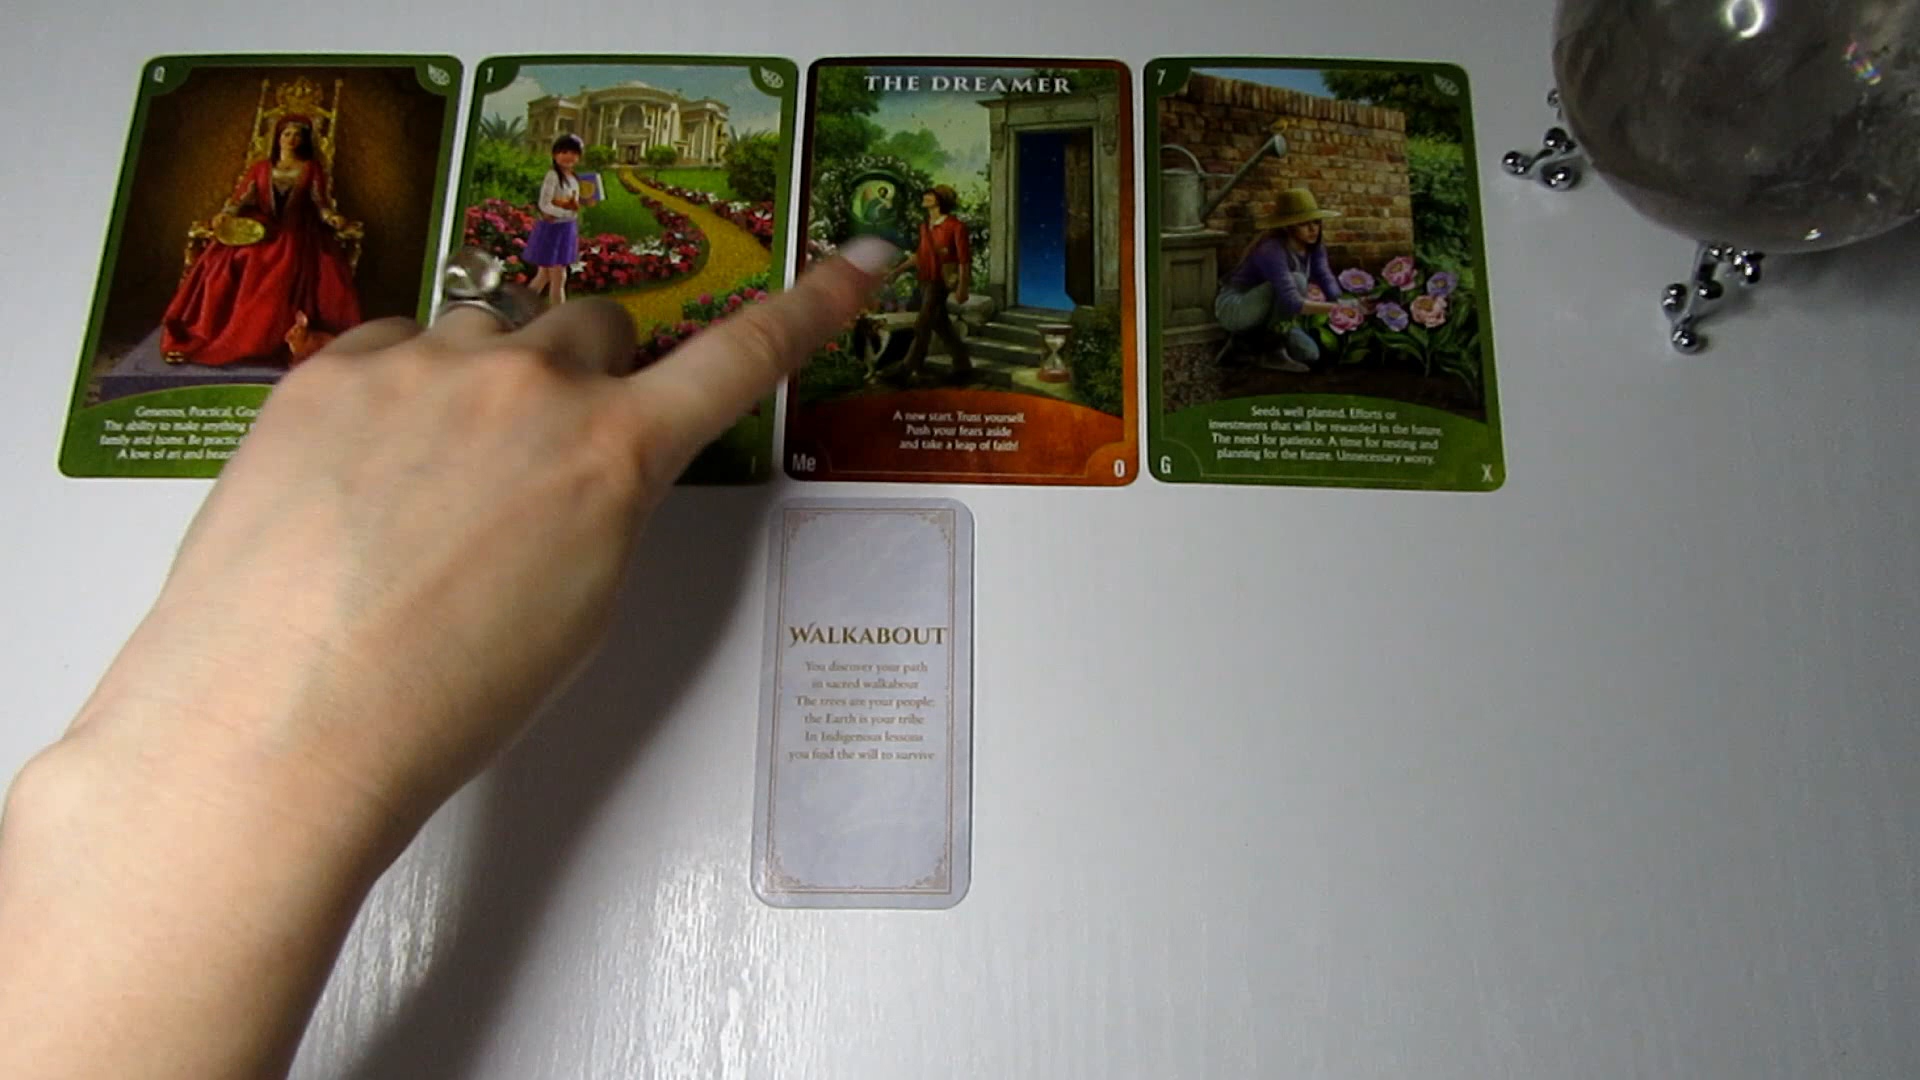 Q
Generous, Practical, Grac
The ability to make anything
family and home. Be practical
A love of art and beau
1
THE DREAMER
A new start. Trust yourself.
Push your fears aside
and take a leap of faith!
Me
0
7
Seeds well planted. Efforts or
investments that will be rewarded in the future.
The need for patience. A time for resting and
planning for the future. Unnecessary worry.
G
X
WALKABOUT
You discover your path
in sacred walkabout
The trees are your people;
the Earth is your tribe
In Indigenous lessons
you find the will to survive